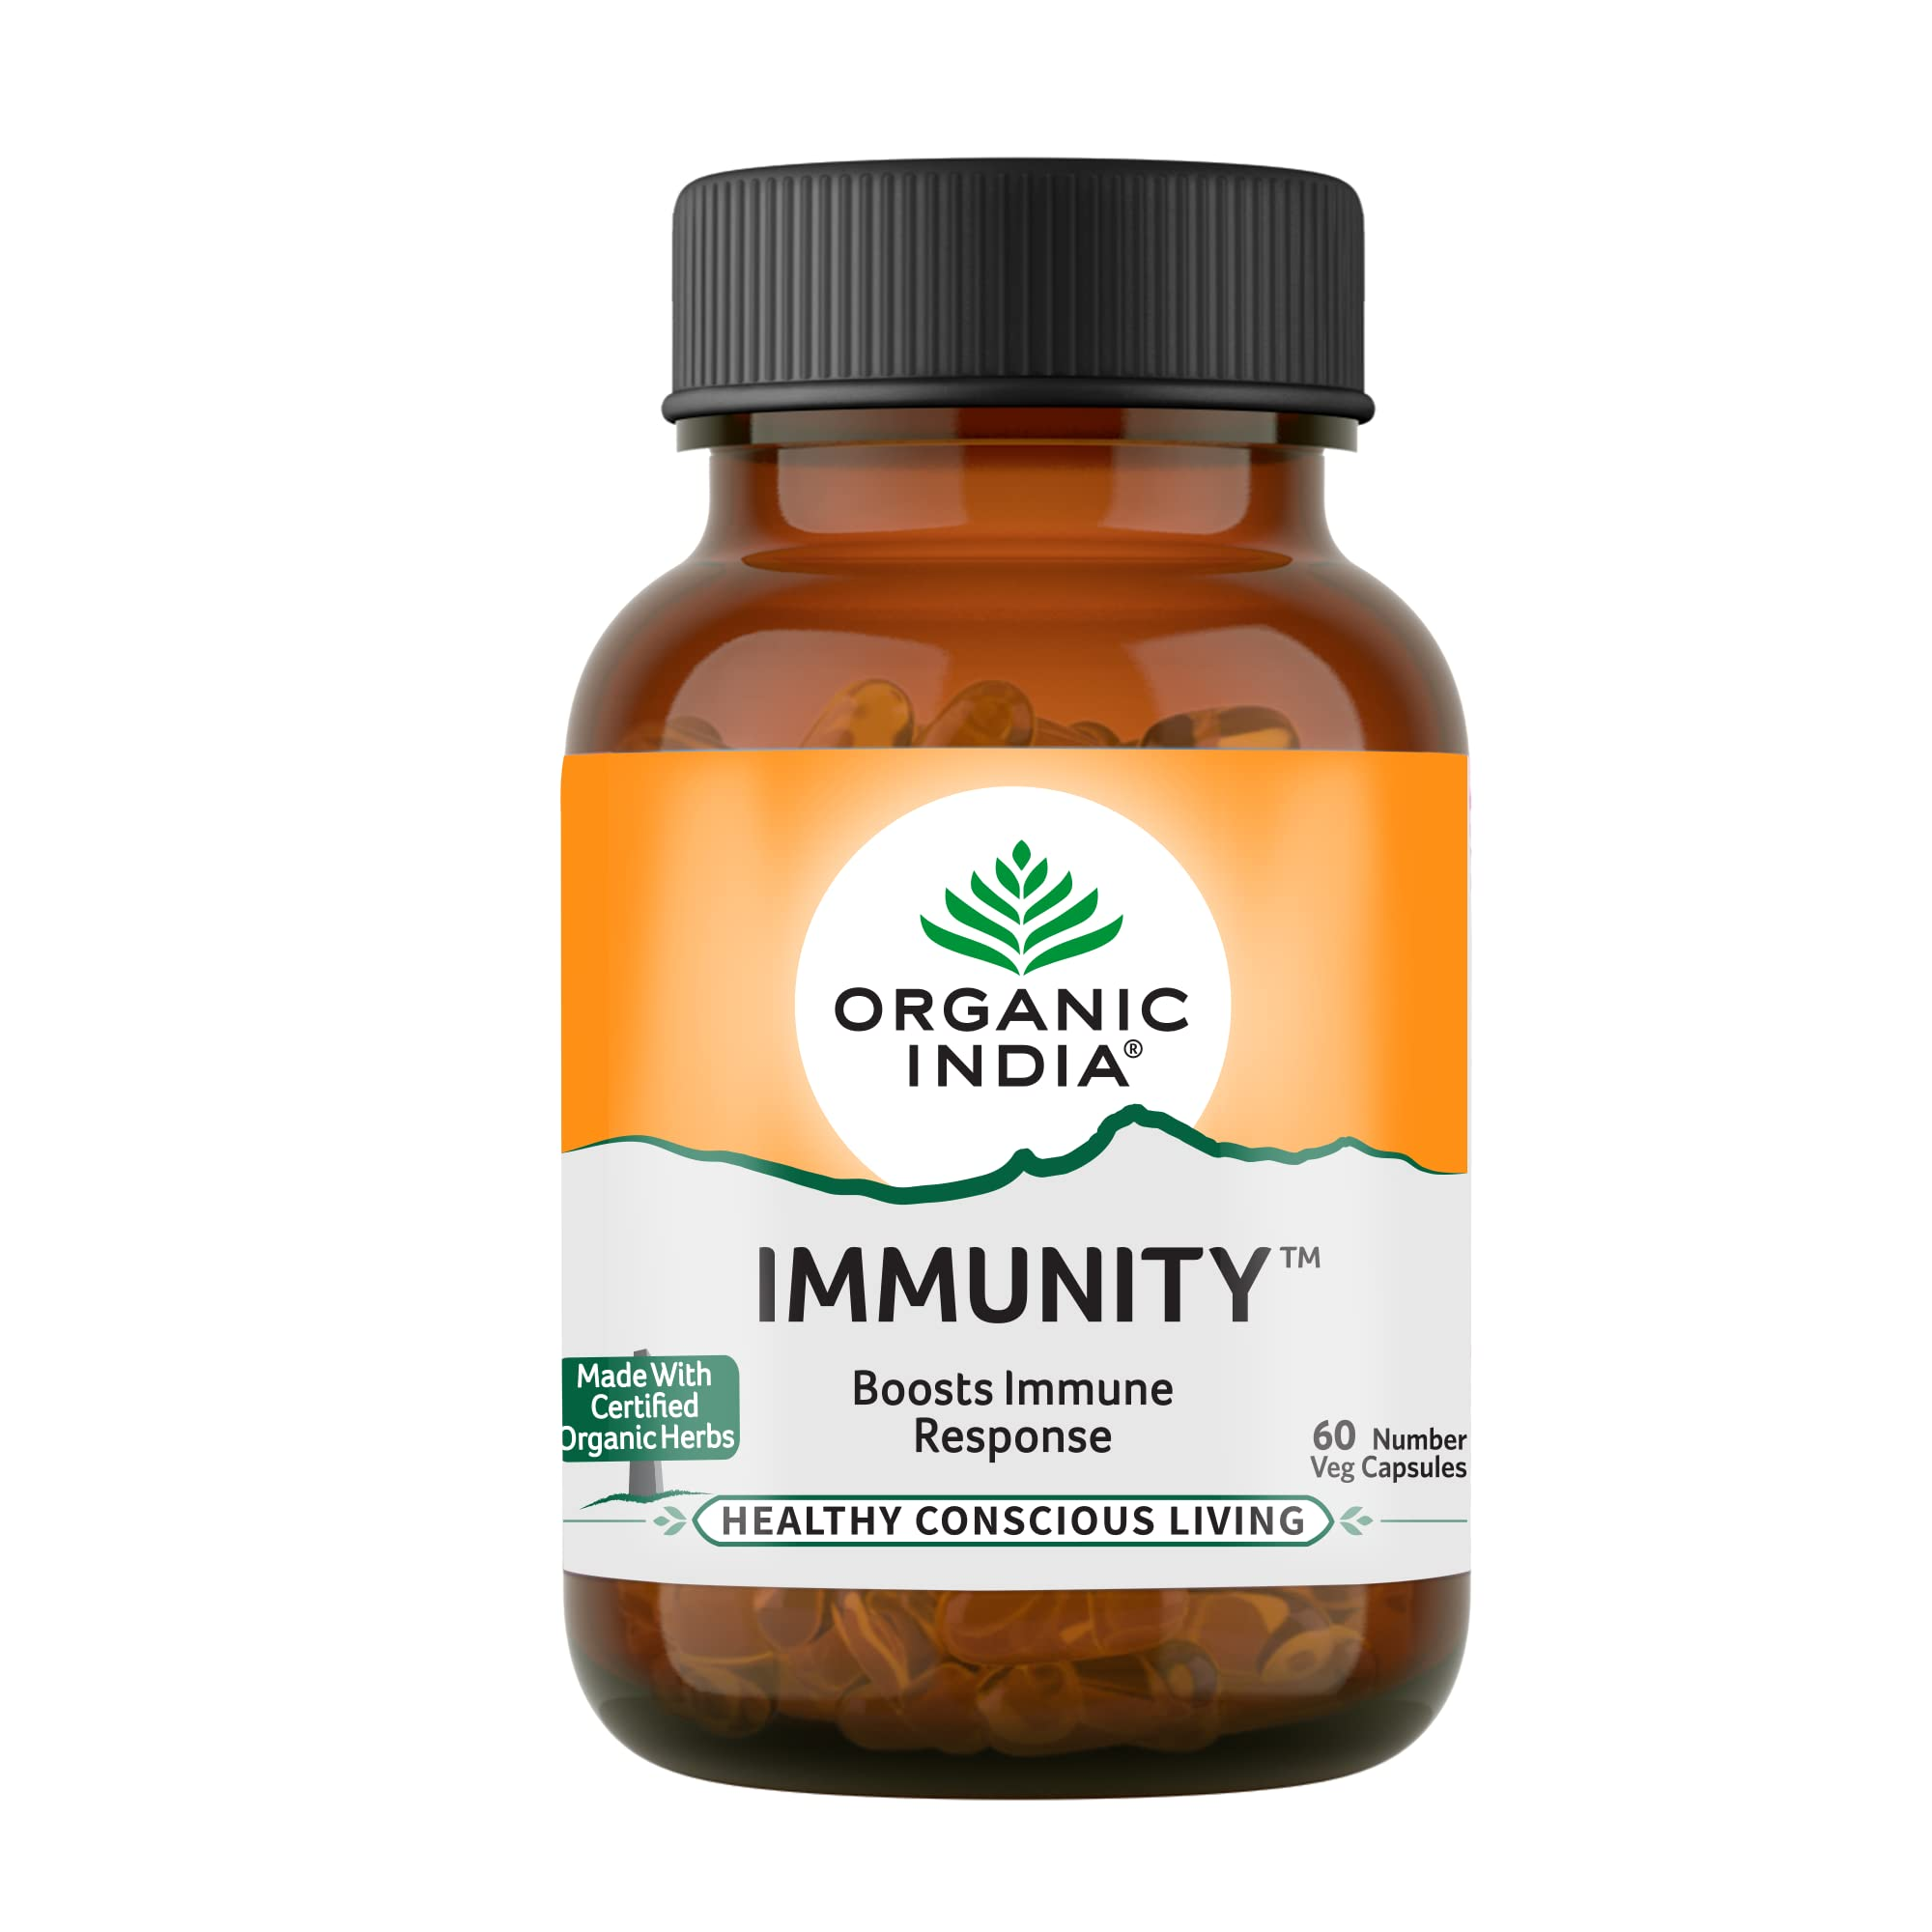 ORGANIC
INDIA®
IMMUNITY™
Made With
Certified
Organic Herbs
Boosts Immune
Response
60 Number
Veg Capsules
HEALTHY CONSCIOUS LIVING